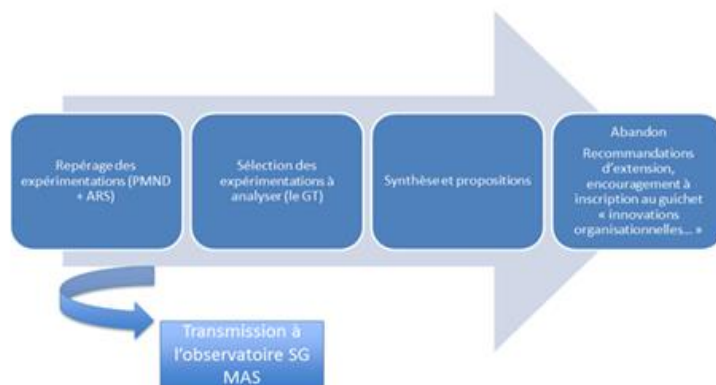 Repérage des
expérimentations (PMND
+ ARS)
Sélection des
expérimentations à
analyser (le GT)
Synthèse et propositions
Abandon
Recommandations
d'extension,
encouragement à
inscription au guichet
« innovations
organisationnelles... »
Transmission à
l'observatoire SG
MAS